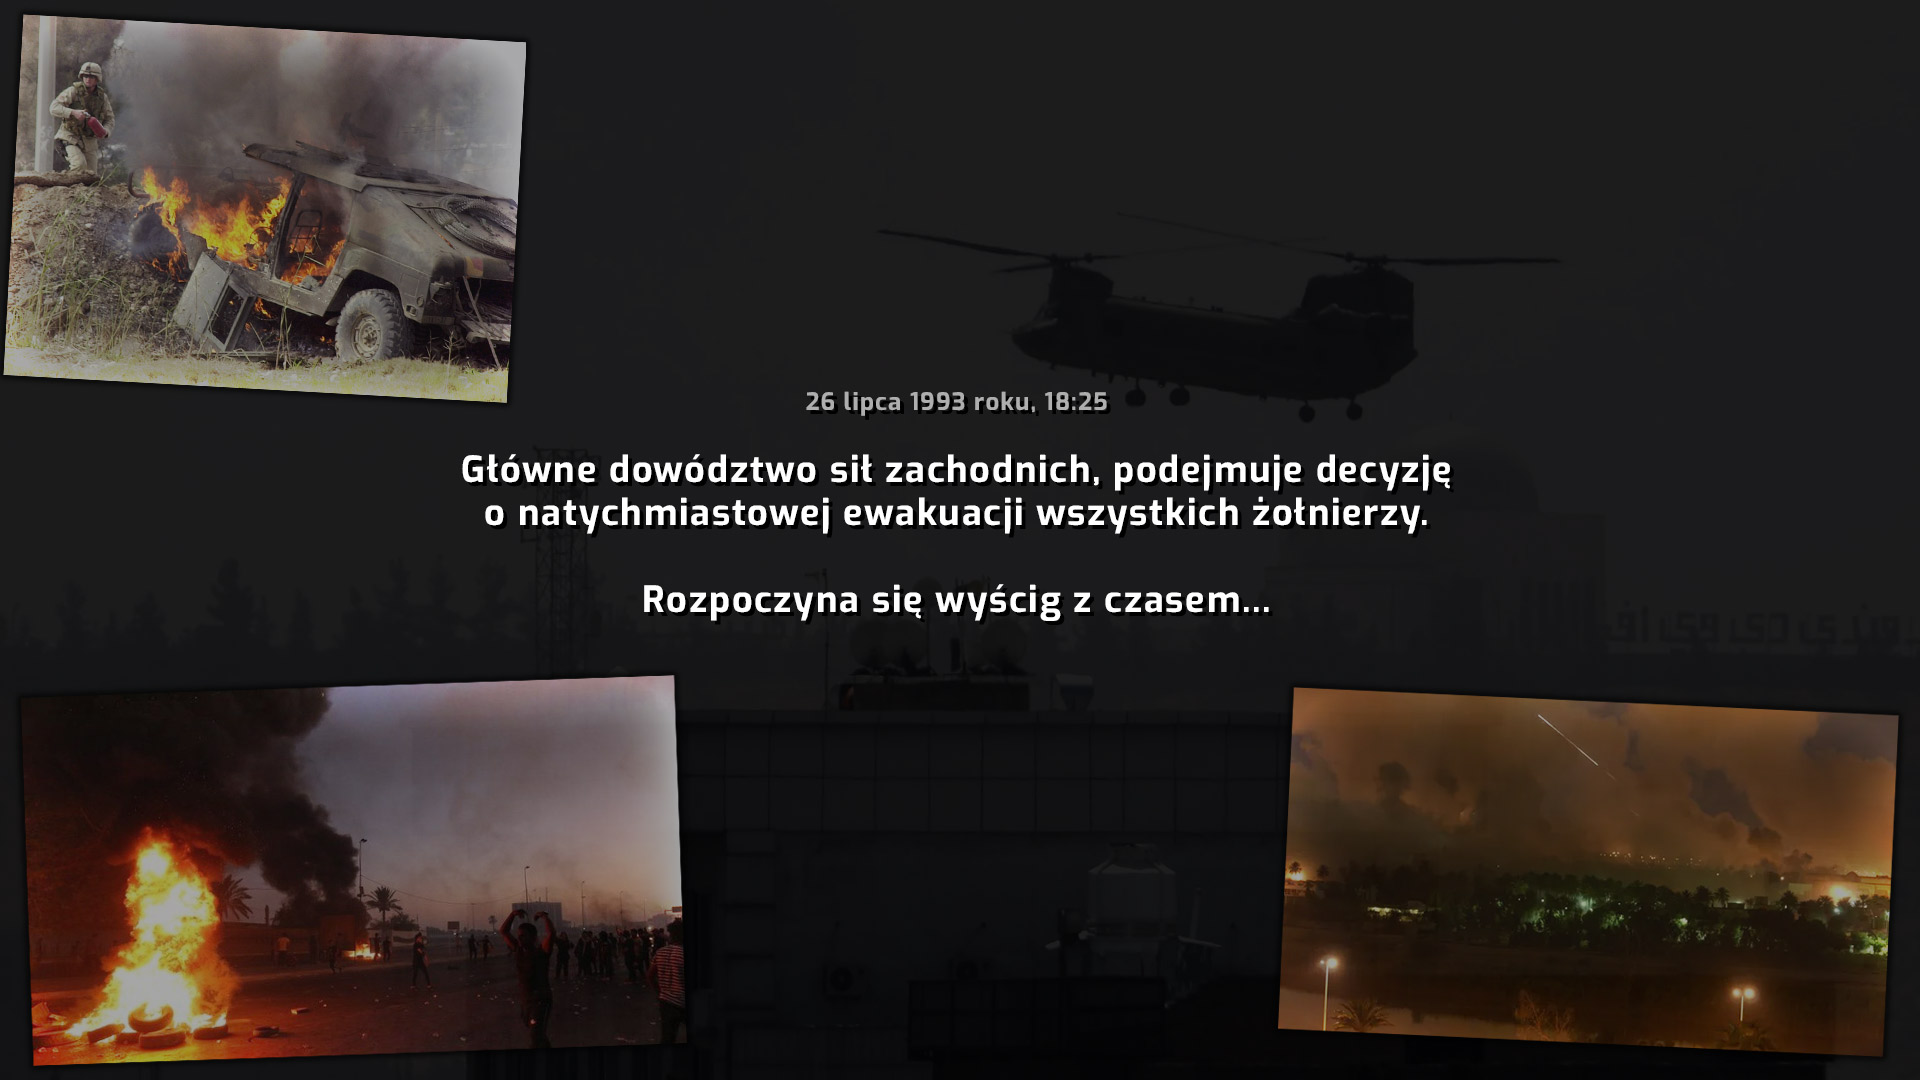 26 lipca 1993 roku, 18:25
Główne dowództwo sił zachodnich, podejmuje decyzję
o natychmiastowej ewakuacji wszystkich żołnierzy.
Rozpoczyna się wyścig z czasem...